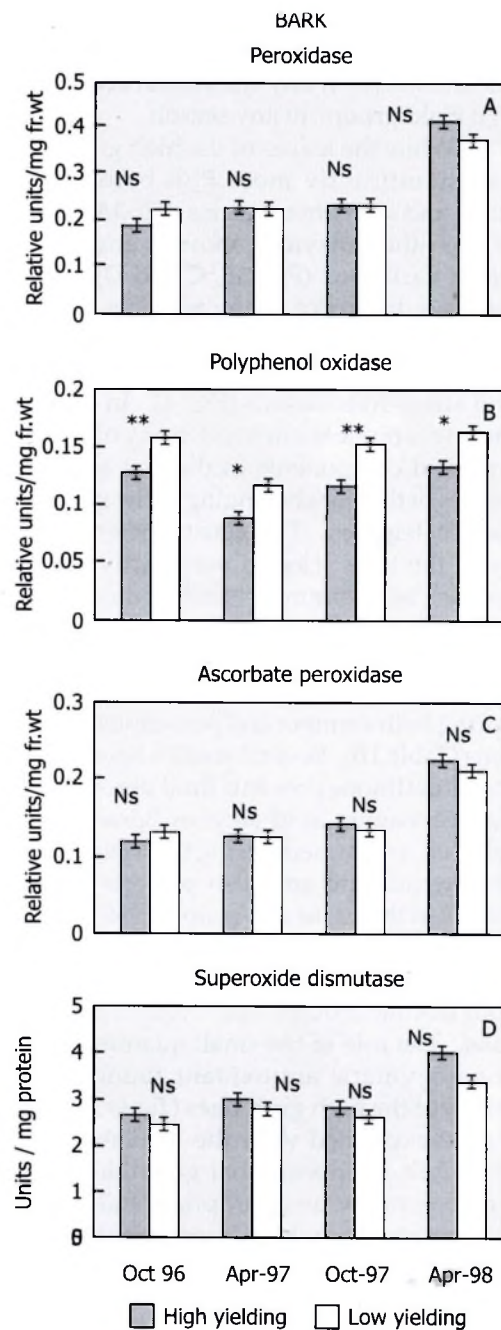 BARK
Peroxidase
A
Relative units/mg fr.wt
0.5
0.4
0.3
0.2
0.1
0
Ns
Ns
Ns
Ns
Polyphenol oxidase
B
Relative units/mg ff.wt
0.2
0.15
0.1
0.05
0
**
*
**
*
Ascorbate peroxidase
C
Relative units/mg fr.wt
0.3
0.2
0.1
0
Ns
Ns
Ns
Ns
Superoxide dismutase
D
Units / mg protein
5
4
3
2
1
0
Ns
Ns
Ns
Ns
Oct 96 Apr-97 Oct-97 Apr-98
High yielding Low yielding